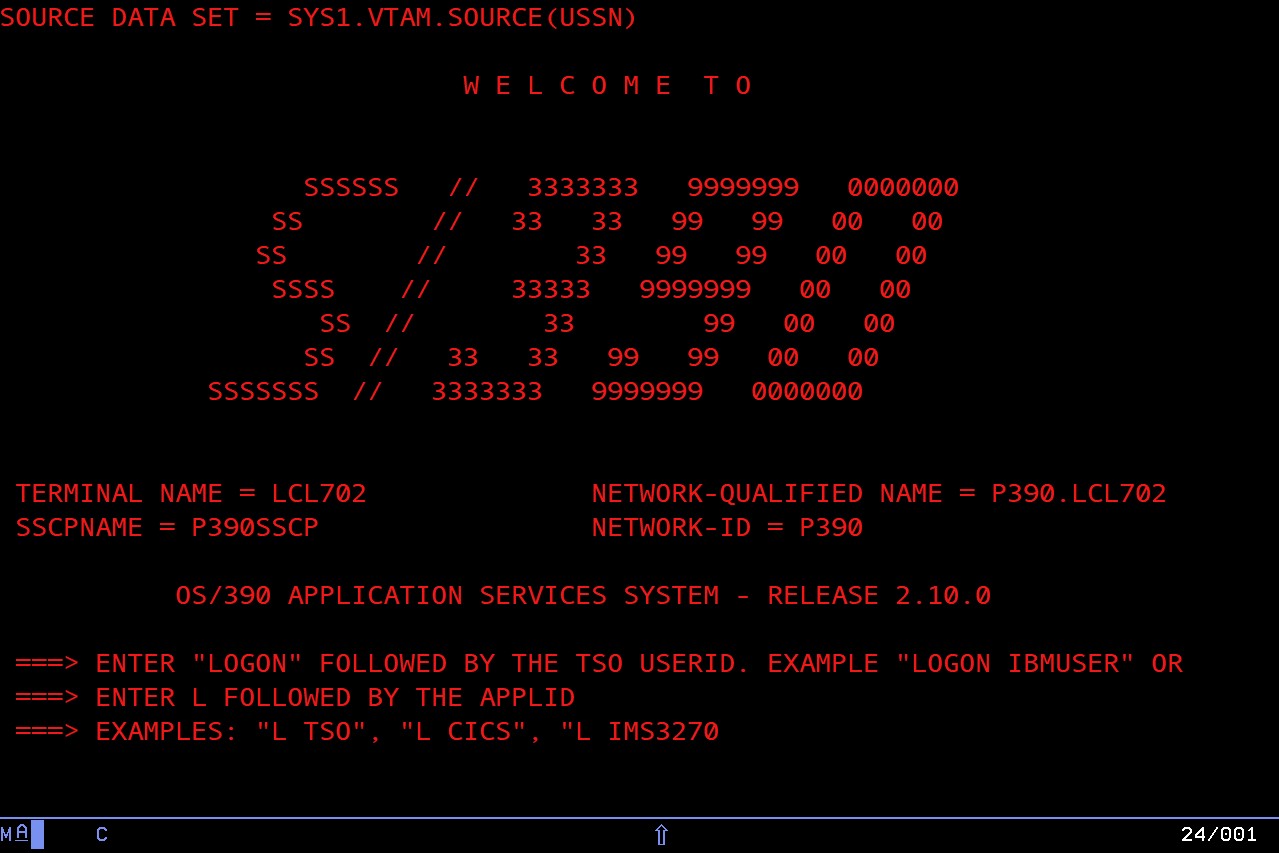 SOURCE DATA SET = SYS1.VTAM.SOURCE(USSN)
W E L C O M E  T O
SSSSSS   //   3333333   9999999   0000000
SS        //   33   33   99   99   00   00
SS        //        33   99   99   00   00
SSSS    //     33333   9999999   00   00
SS  //        33        99   00   00
SS  //   33   33   99   99   00   00
SSSSSSS  //   3333333   9999999   0000000
TERMINAL NAME = LCL702              NETWORK-QUALIFIED NAME = P390.LCL702
SSCPNAME = P390SSCP                 NETWORK-ID = P390
OS/390 APPLICATION SERVICES SYSTEM - RELEASE 2.10.0
===> ENTER "LOGON" FOLLOWED BY THE TSO USERID. EXAMPLE "LOGON IBMUSER" OR
===> ENTER L FOLLOWED BY THE APPLID
===> EXAMPLES: "L TSO", "L CICS", "L IMS3270
MA C ⇧ 24/001